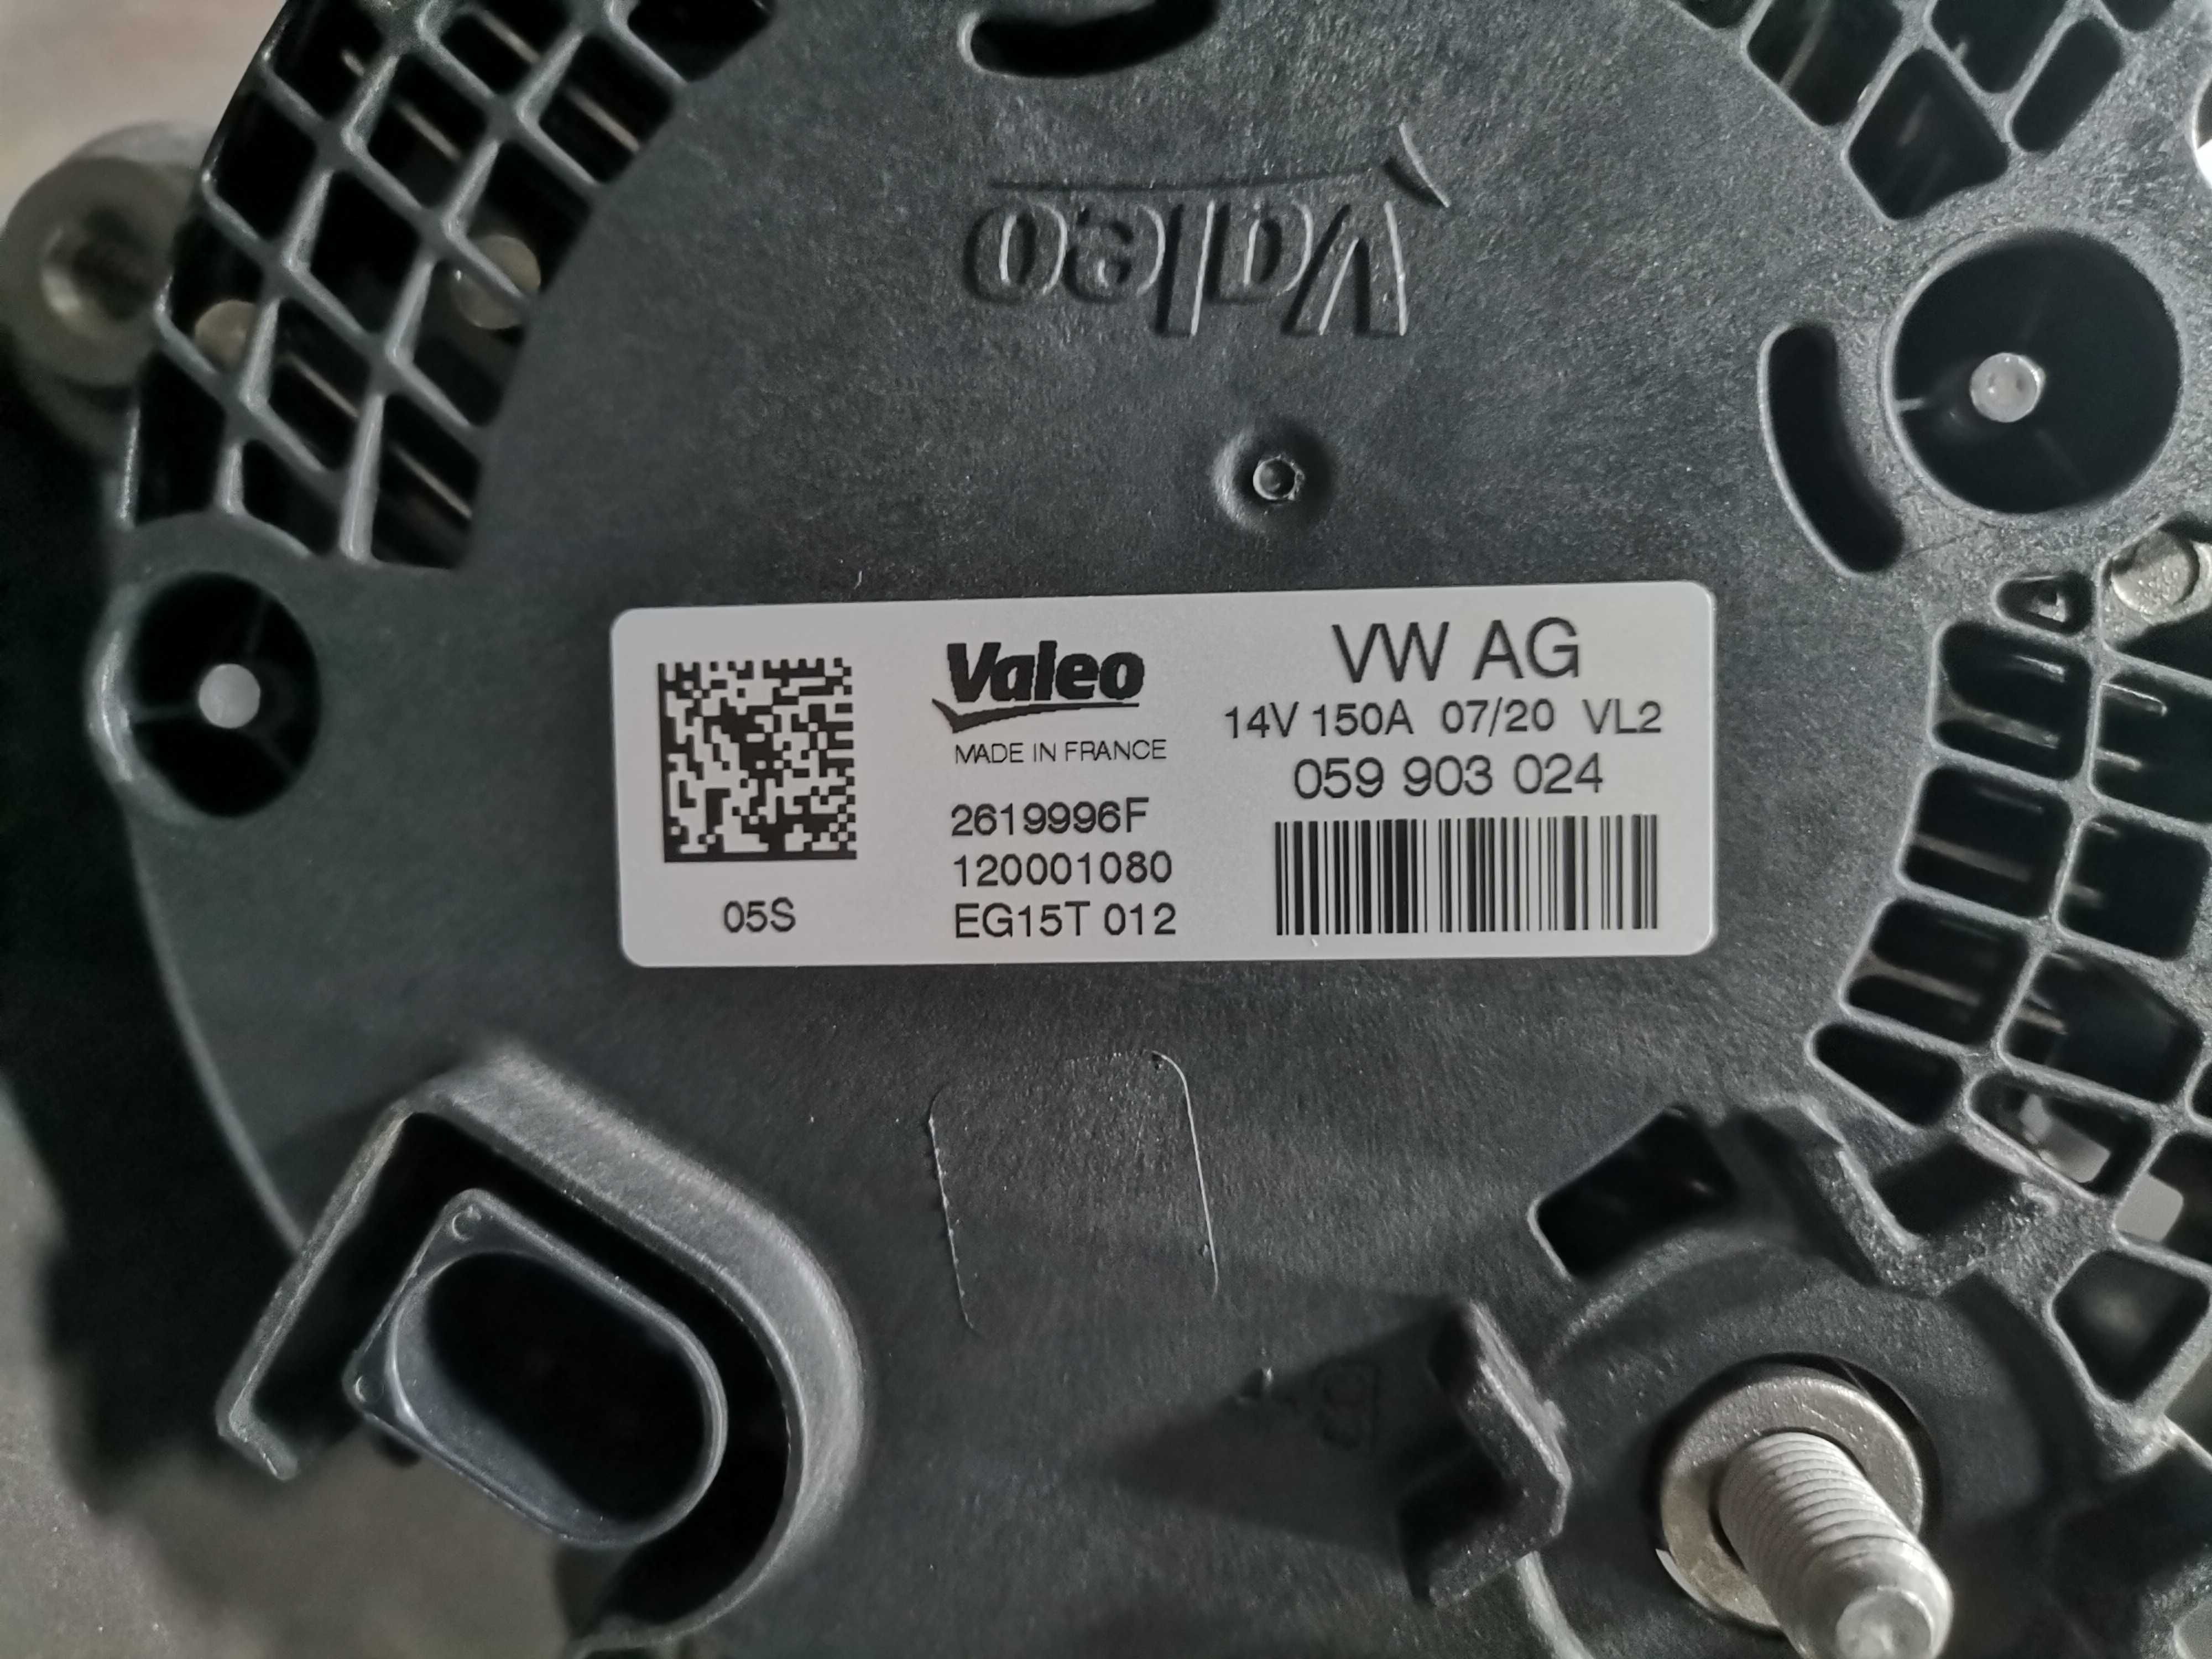 Valeo
Valeo
MADE IN FRANCE
2619996F
120001080
EG15T 012
05S
VW AG
14V 150A 07/20 VL2
059 903 024